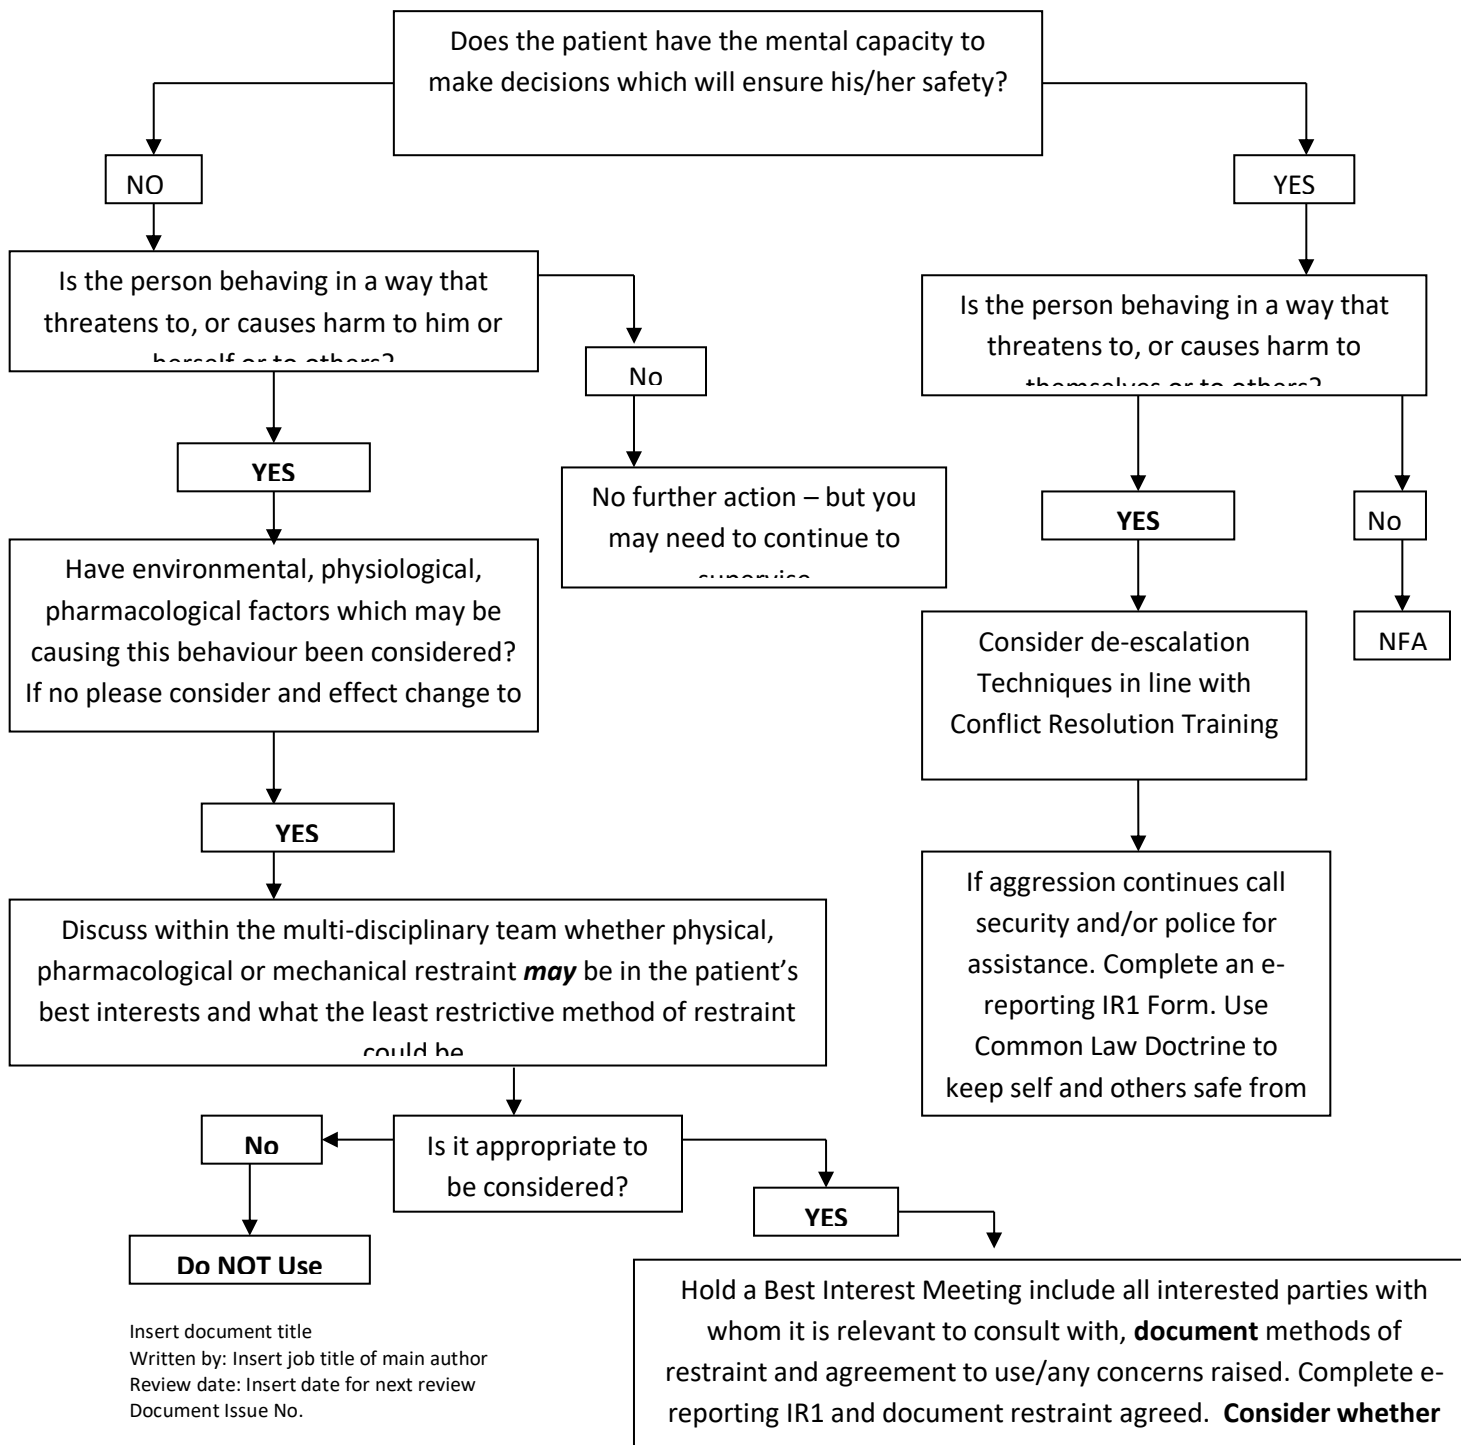 Does the patient have the mental capacity to
make decisions which will ensure his/her safety?
NO
YES
Is the person behaving in a way that
threatens to, or causes harm to him or
herself or to others?
No
Is the person behaving in a way that
threatens to, or causes harm to
themselves or to others?
YES
No further action – but you
may need to continue to
supervise
YES
No
Have environmental, physiological,
pharmacological factors which may be
causing this behaviour been considered?
If no please consider and effect change to
Consider de-escalation
Techniques in line with
Conflict Resolution Training
NFA
YES
If aggression continues call
security and/or police for
assistance. Complete an e-
reporting IR1 Form. Use
Common Law Doctrine to
keep self and others safe from
Discuss within the multi-disciplinary team whether physical,
pharmacological or mechanical restraint may be in the patient’s
best interests and what the least restrictive method of restraint
could be
No
Is it appropriate to
be considered?
YES
Do NOT Use
Hold a Best Interest Meeting include all interested parties with
whom it is relevant to consult with, document methods of
restraint and agreement to use/any concerns raised. Complete e-
reporting IR1 and document restraint agreed. Consider whether
Insert document title
Written by: Insert job title of main author
Review date: Insert date for next review
Document Issue No.